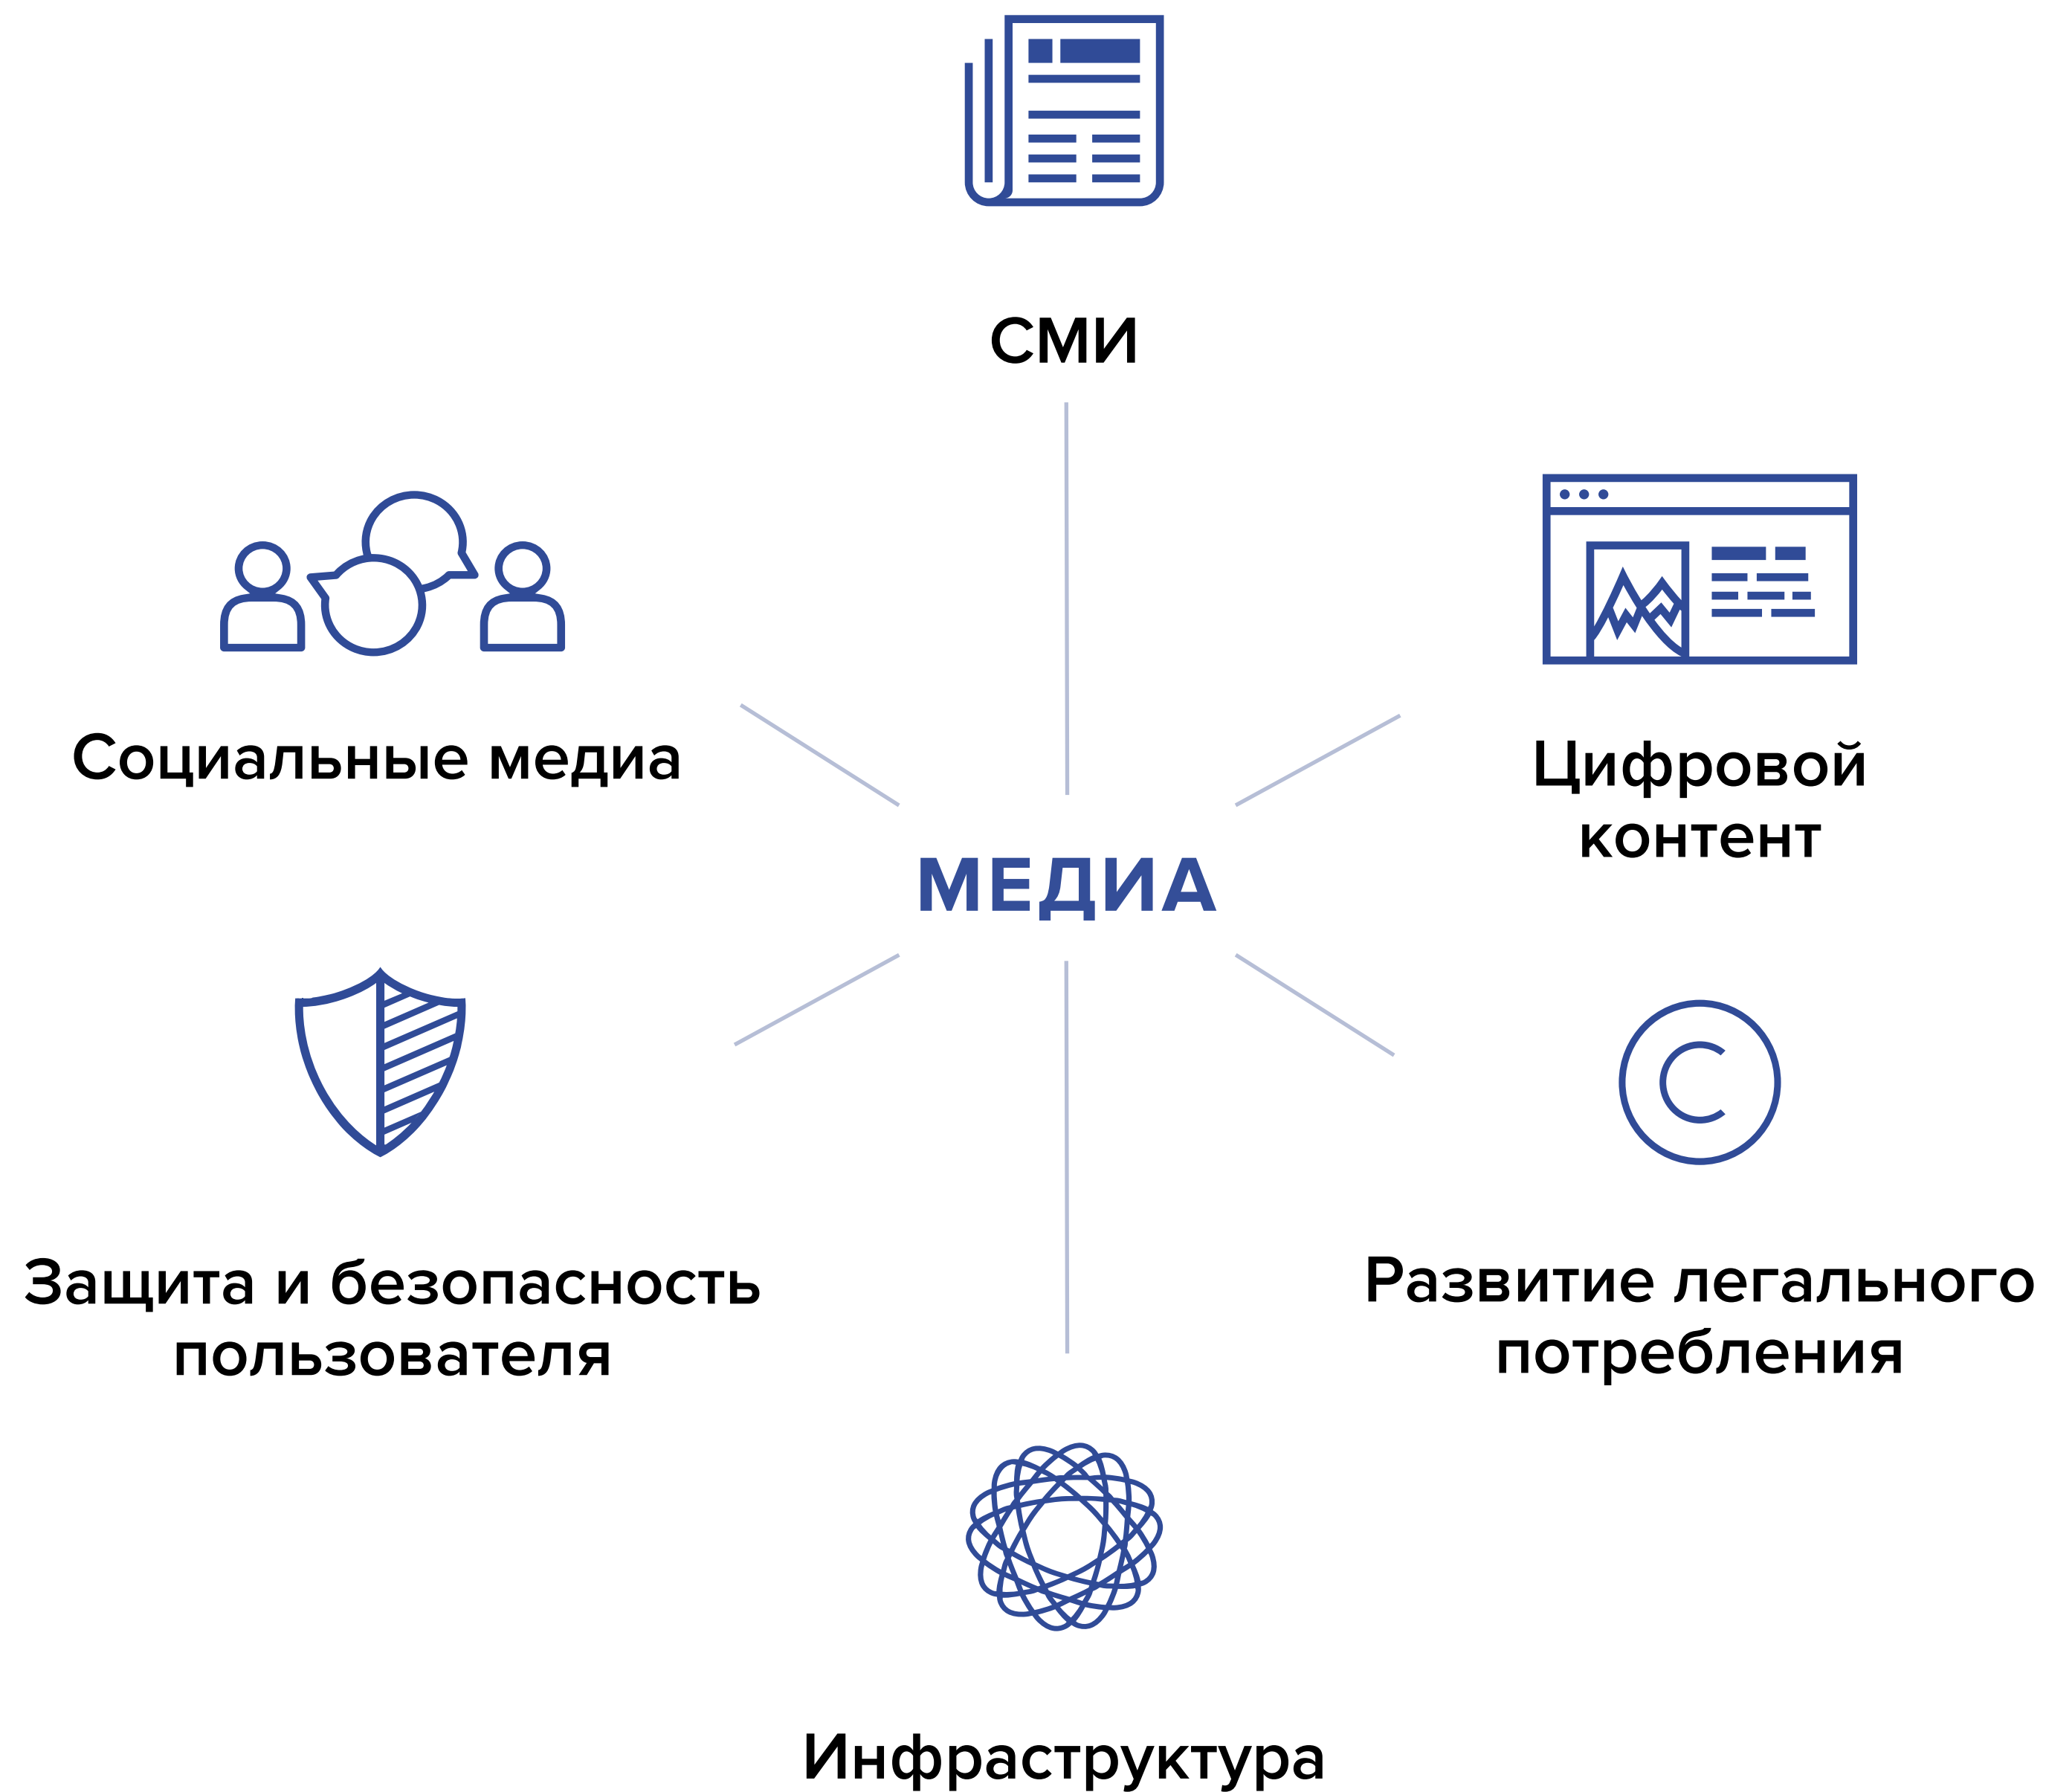 СМИ
Социальные медиа
Цифровой
контент
МЕДИА
Защита и безопасность
пользователя
Развитие легального
потребления
Инфраструктура